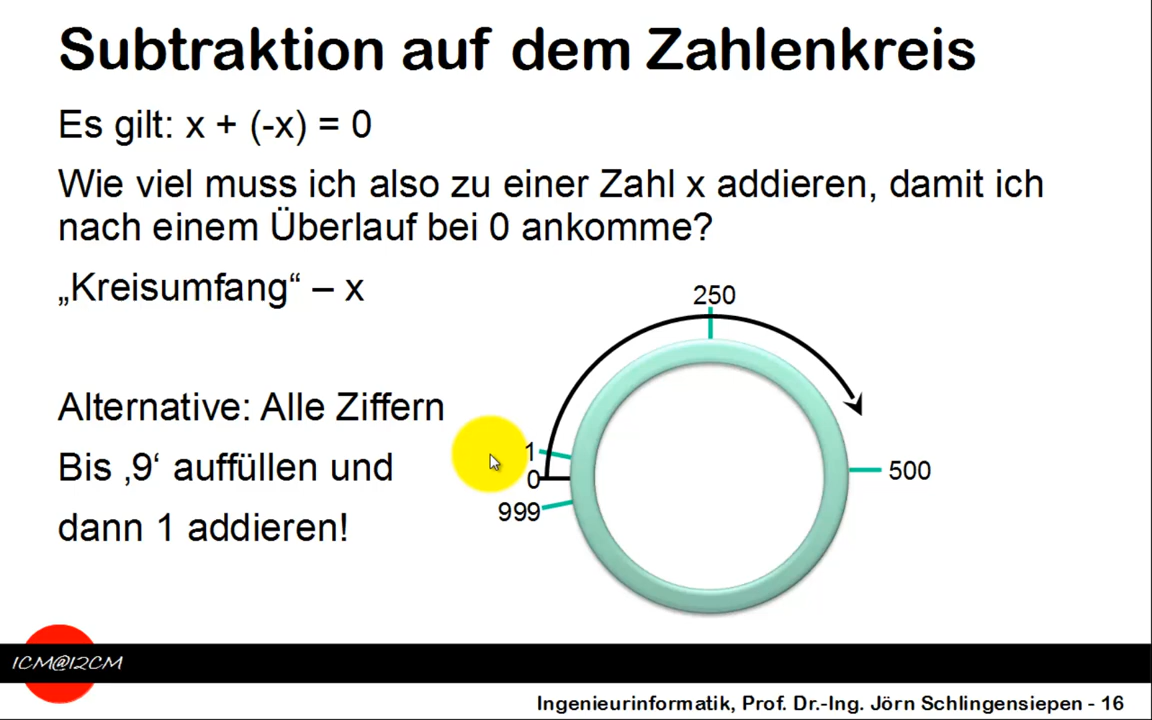 Subtraktion auf dem Zahlenkreis
Es gilt: x + (-x) = 0
Wie viel muss ich also zu einer Zahl x addieren, damit ich
nach einem Überlauf bei 0 ankomme?
„Kreisumfang“ – x
Alternative: Alle Ziffern
Bis ‚9‘ auffüllen und
dann 1 addieren!
250
1
0
999
500
1CM@12CM
Ingenieurinformatik, Prof. Dr.-Ing. Jörn Schlingensiepen - 16